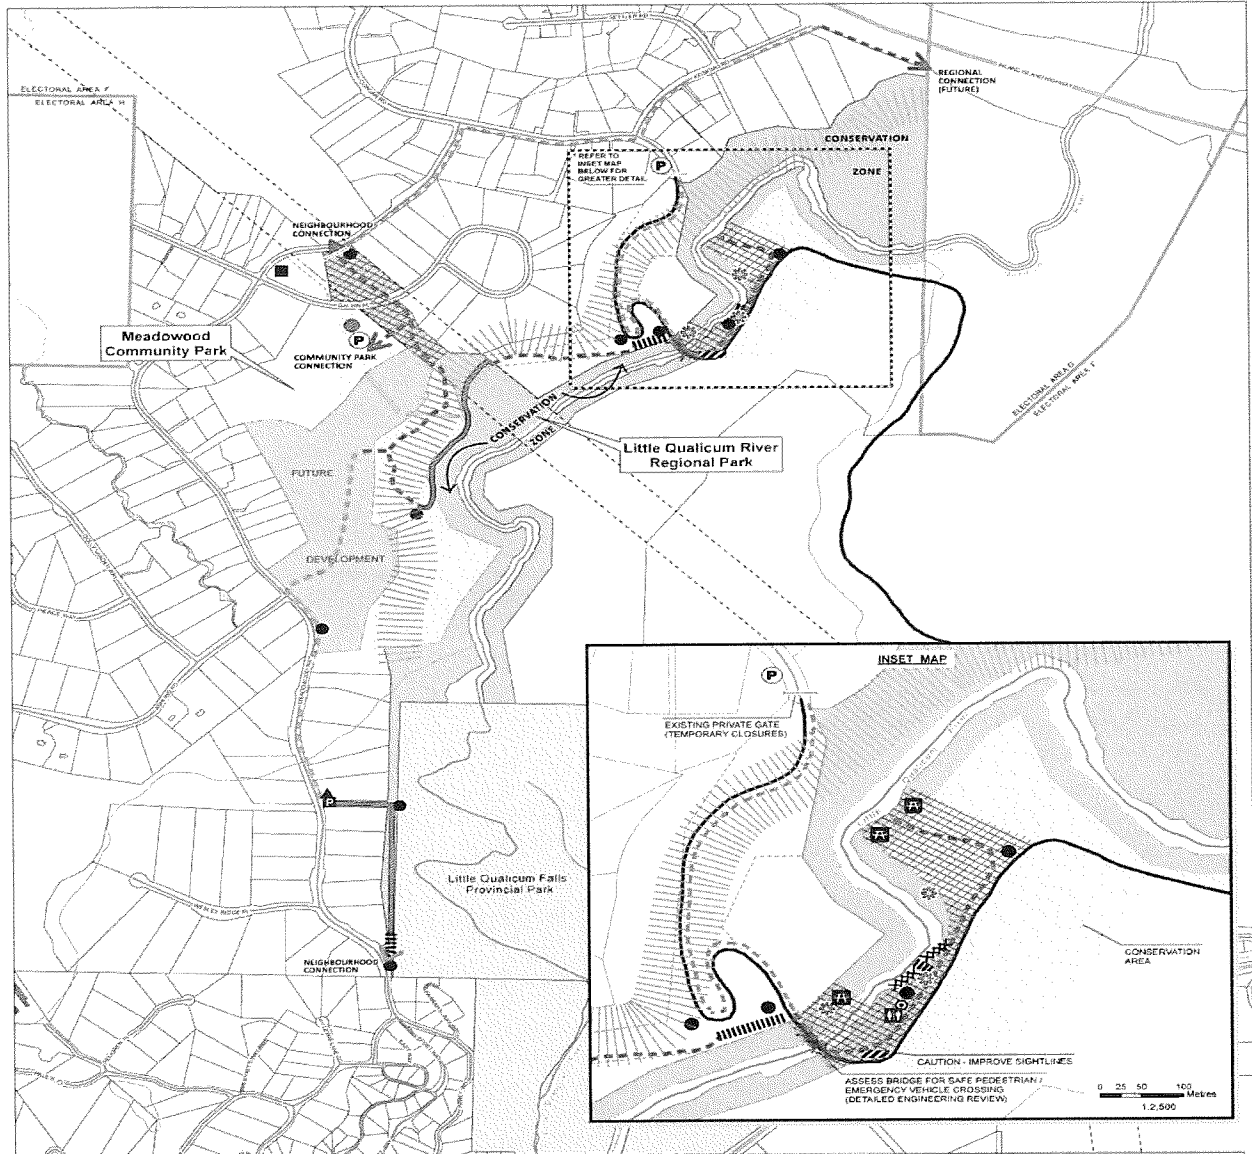 ELECTORAL AREA F
ELECTORAL AREA H
REGIONAL
CONNECTION
(FUTURE)
CONSERVATION
ZONE
REFER TO
INSET MAP
BELOW FOR
GREATER DETAIL
P
NEIGHBOURHOOD
CONNECTION
Meadowood
Community Park
P
COMMUNITY PARK
CONNECTION
CONSERVATION
ZONE
ELECTORAL AREA G
ELECTORAL AREA F
Little Qualicum River
Regional Park
FUTURE
DEVELOPMENT
P
Little Qualicum Falls
Provincial Park
NEIGHBOURHOOD
CONNECTION
INSET MAP
P
EXISTING PRIVATE GATE
(TEMPORARY CLOSURES)
CONSERVATION
AREA
CAUTION - IMPROVE SIGHTLINES
ASSESS BRIDGE FOR SAFE PEDESTRIAN /
EMERGENCY VEHICLE CROSSING
(DETAILED ENGINEERING REVIEW)
0 25 50 100
Metres
1:2,500